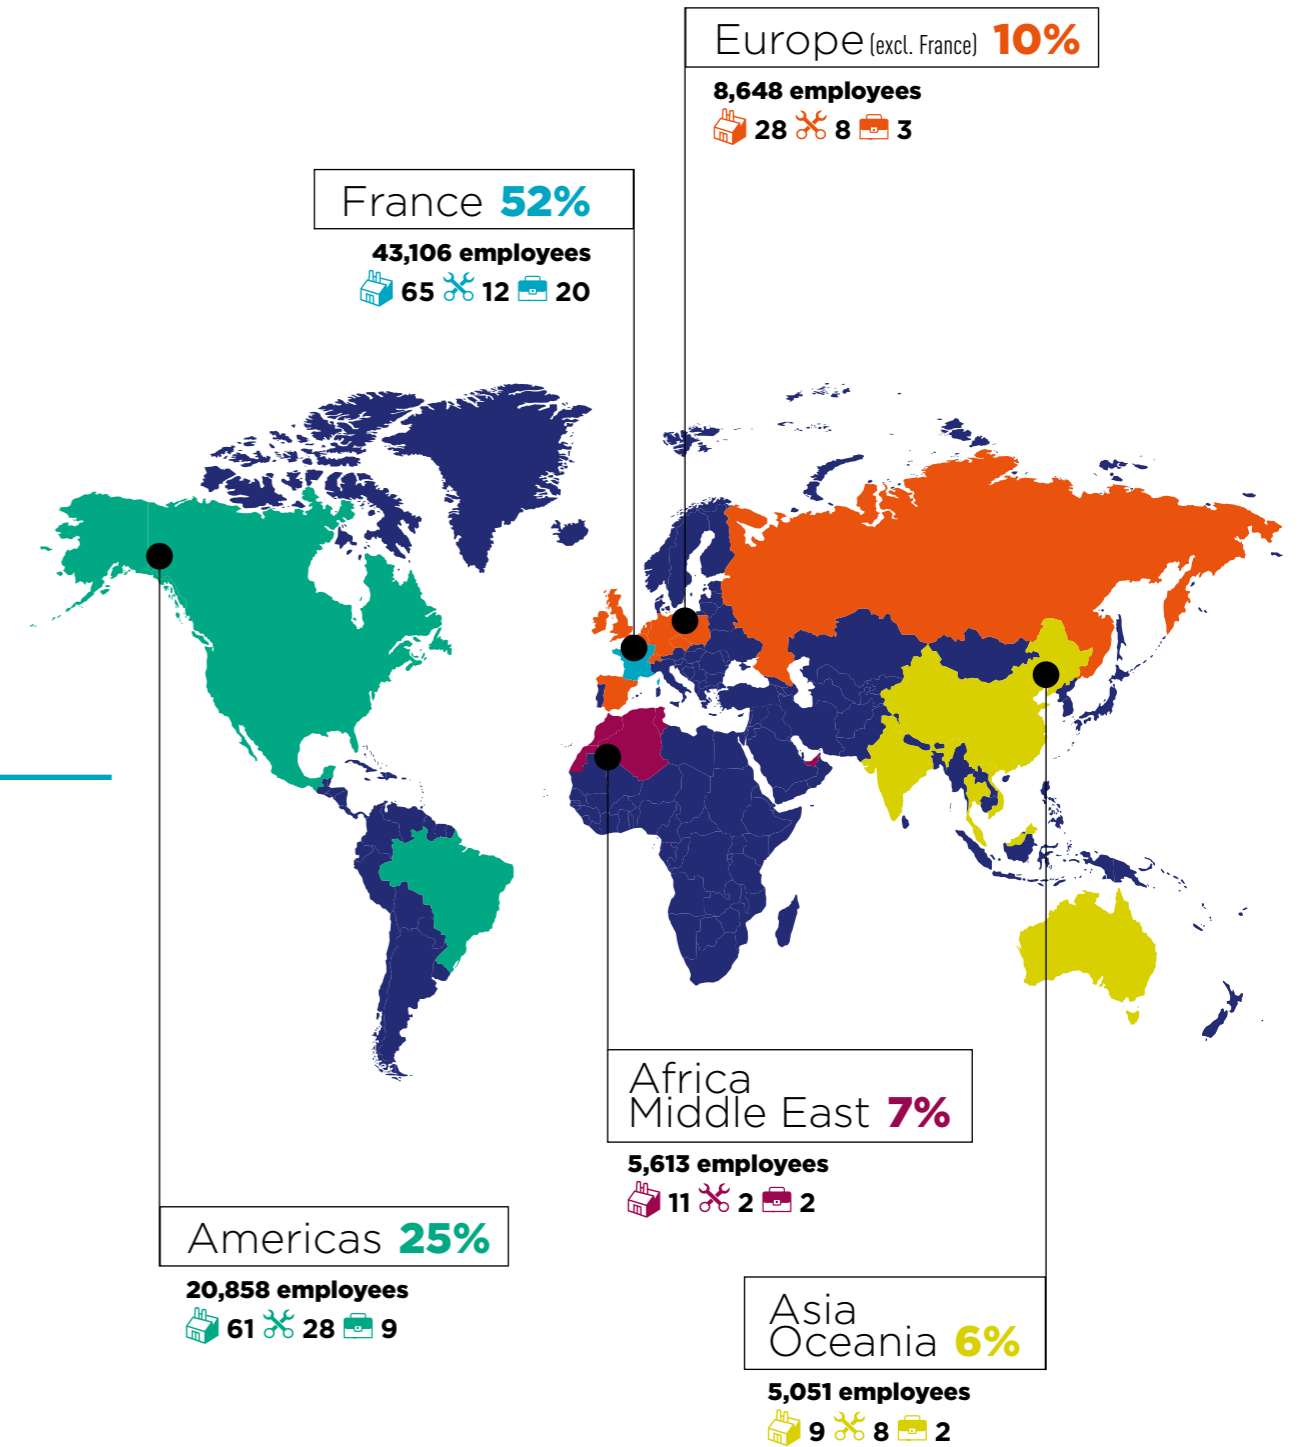 Europe (excl. France) 10%
8,648 employees
28 8 3
France 52%
43,106 employees
65 12 20
Africa
Middle East 7%
5,613 employees
11 2 2
Americas 25%
20,858 employees
61 28 9
Asia
Oceania 6%
5,051 employees
9 8 2